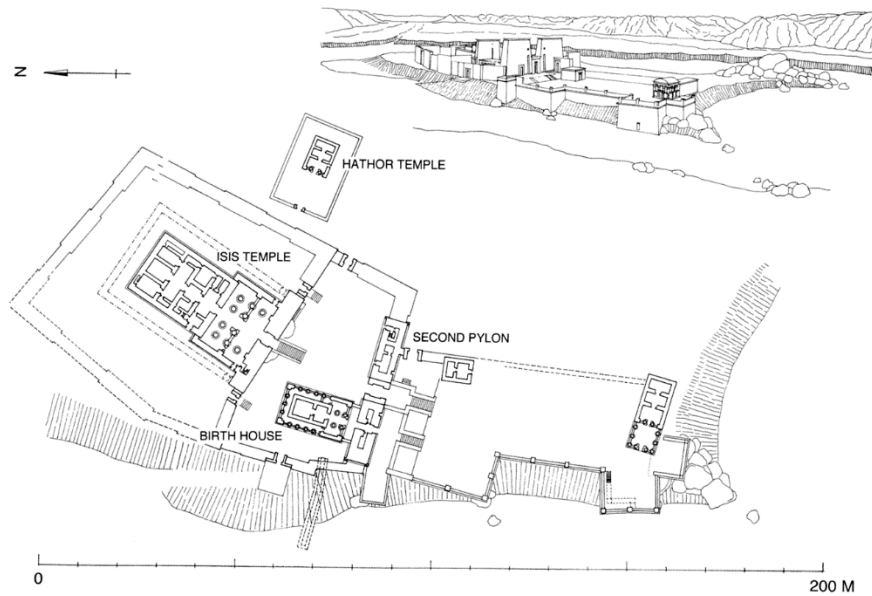 N
HATHOR TEMPLE
ISIS TEMPLE
SECOND PYLON
BIRTH HOUSE
0
200 M